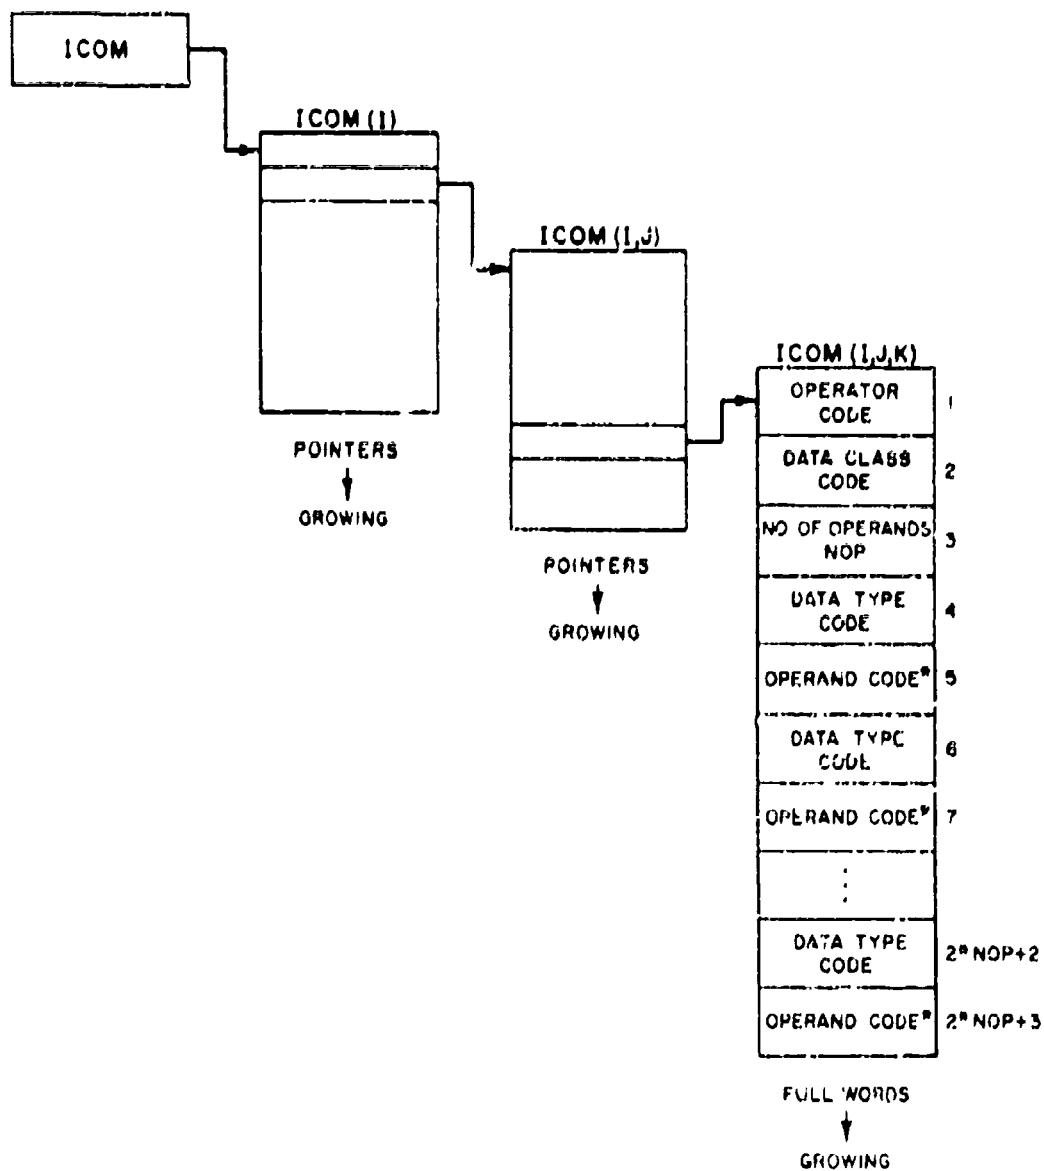 ICOM
ICOM (I)
POINTERS
GROWING
ICOM (I,J)
POINTERS
GROWING
ICOM (I,J,K)
OPERATOR
CODE
1
DATA CLASS
CODE
2
NO OF OPERANDS
NOP
3
DATA TYPE
CODE
4
OPERAND CODE*
5
DATA TYPE
CODE
6
OPERAND CODE*
7
⋮
DATA TYPE
CODE
2*NOP+2
OPERAND CODE*
2*NOP+3
FULL WORDS
GROWING